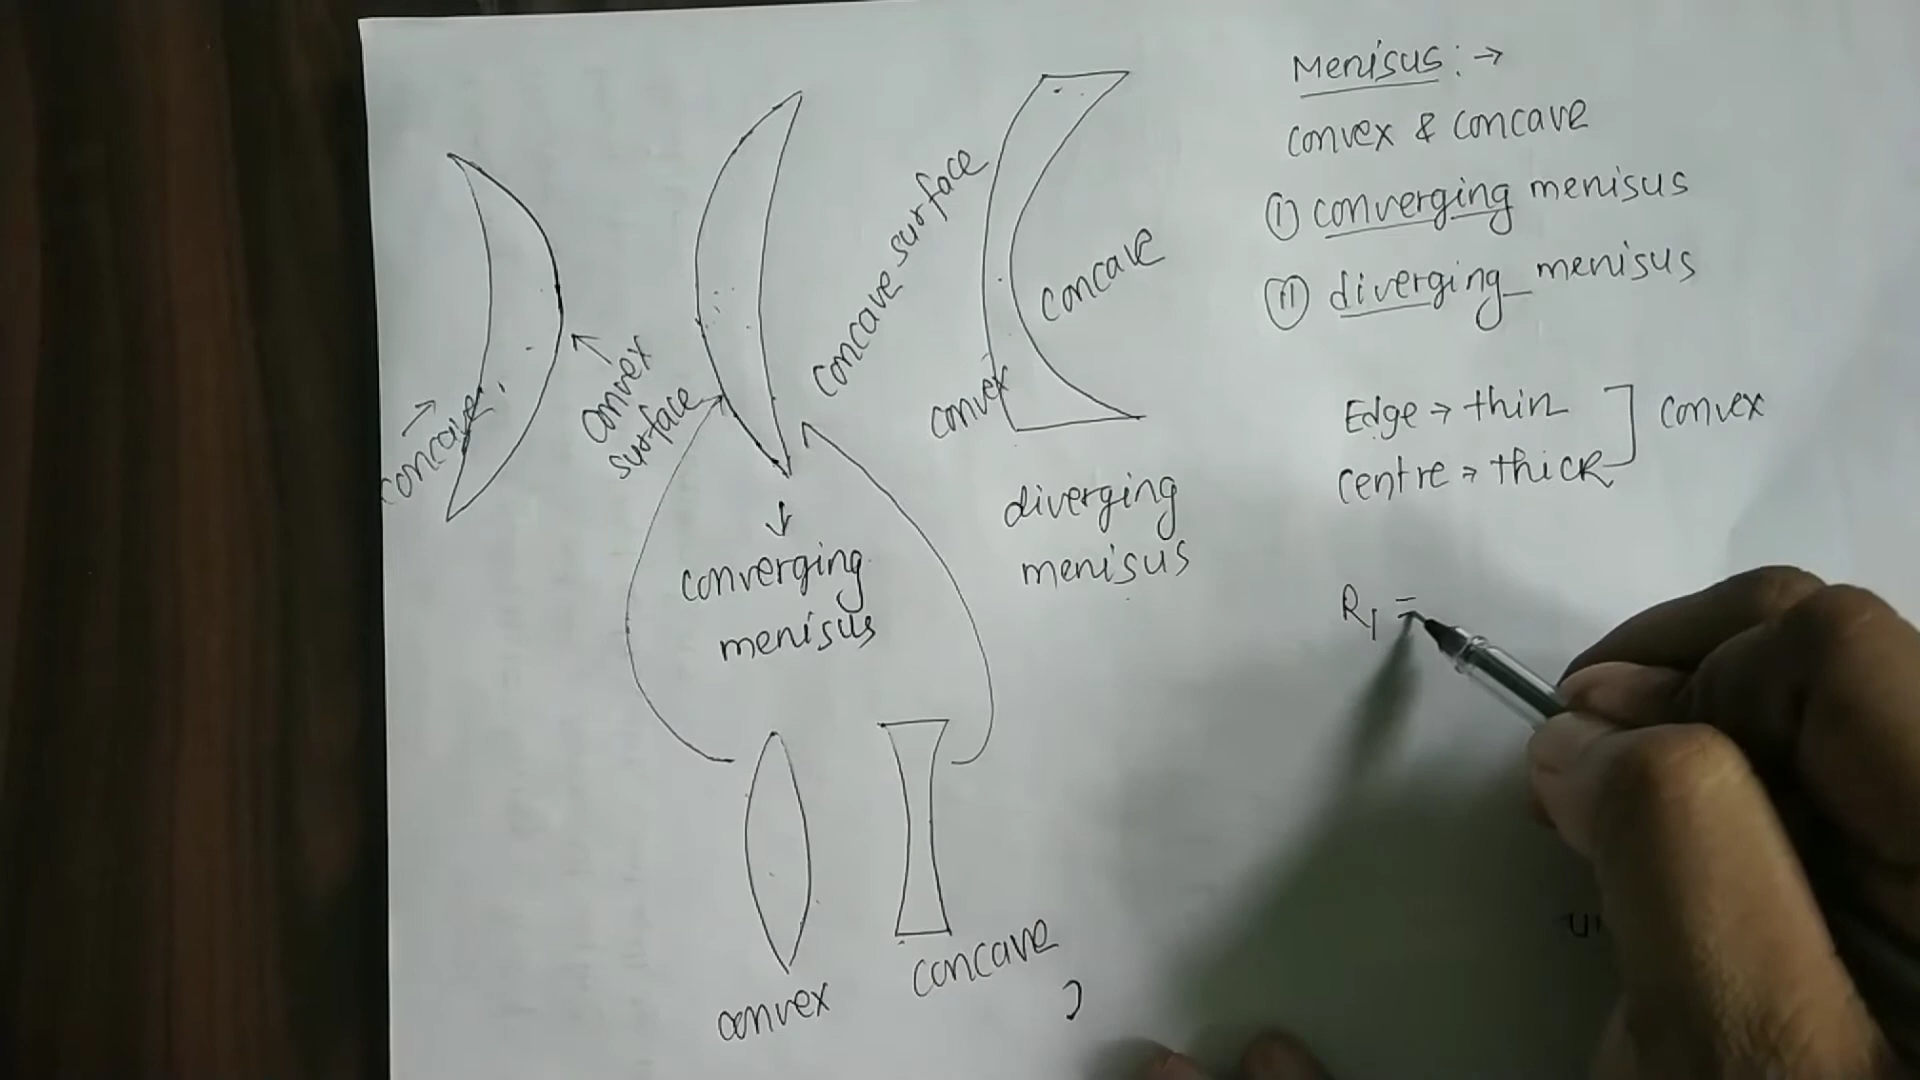 Menisus : →
convex & concave
(i) converging menisus
(ii) diverging menisus
Edge → thin
centre → thick
convex
R₁ =
concave
convex
surface
concave surface
convex
concave
converging
menisus
diverging
menisus
convex
concave